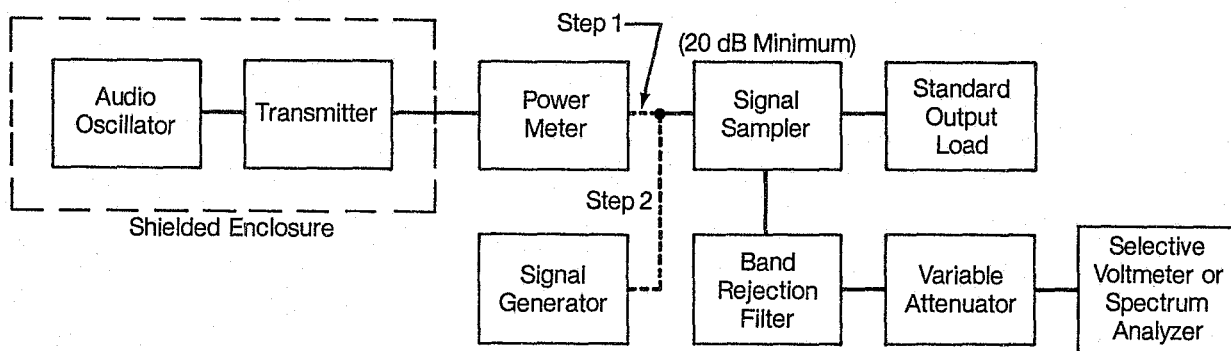 Step 1
(20 dB Minimum)
Audio
Oscillator
Transmitter
Power
Meter
Signal
Sampler
Standard
Output
Load
Shielded Enclosure
Step 2
Signal
Generator
Band
Rejection
Filter
Variable
Attenuator
Selective
Voltmeter or
Spectrum
Analyzer